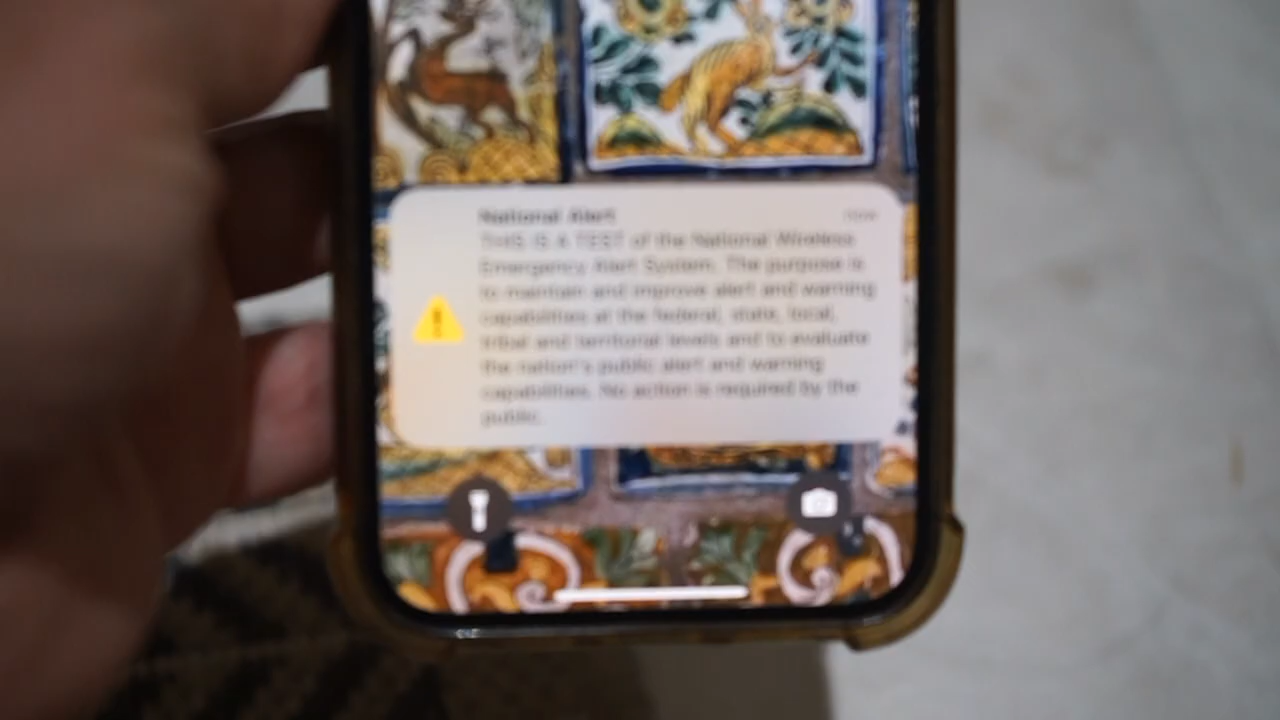 National Alert
now
THIS IS A TEST of the National Wireless
Emergency Alert System. The purpose is
to maintain and improve alert and warning
capabilities at the federal, state, local,
tribal and territorial levels and to evaluate
the nation's public alert and warning
capabilities. No action is required by the
public.